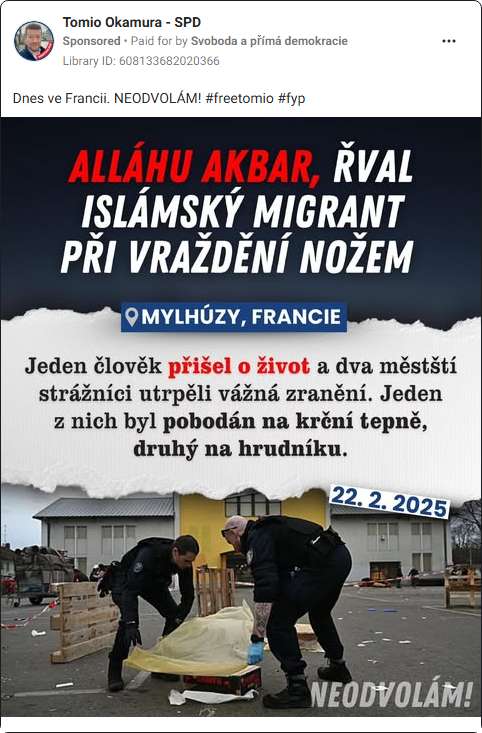 Tomio Okamura - SPD
Sponsored • Paid for by Svoboda a přímá demokracie
Library ID: 608133682020366
Dnes ve Francii. NEODVOLÁM! #freetomio #fyp
ALLÁHU AKBAR, ŘVAL
ISLÁMSKÝ MIGRANT
PŘI VRAŽDĚNÍ NOŽEM
MYLHÚZY, FRANCIE
Jeden člověk přišel o život a dva městští
strážníci utrpěli vážná zranění. Jeden
z nich byl pobodán na krční tepně,
druhý na hrudníku.
22. 2. 2025
NEODVOLÁM!